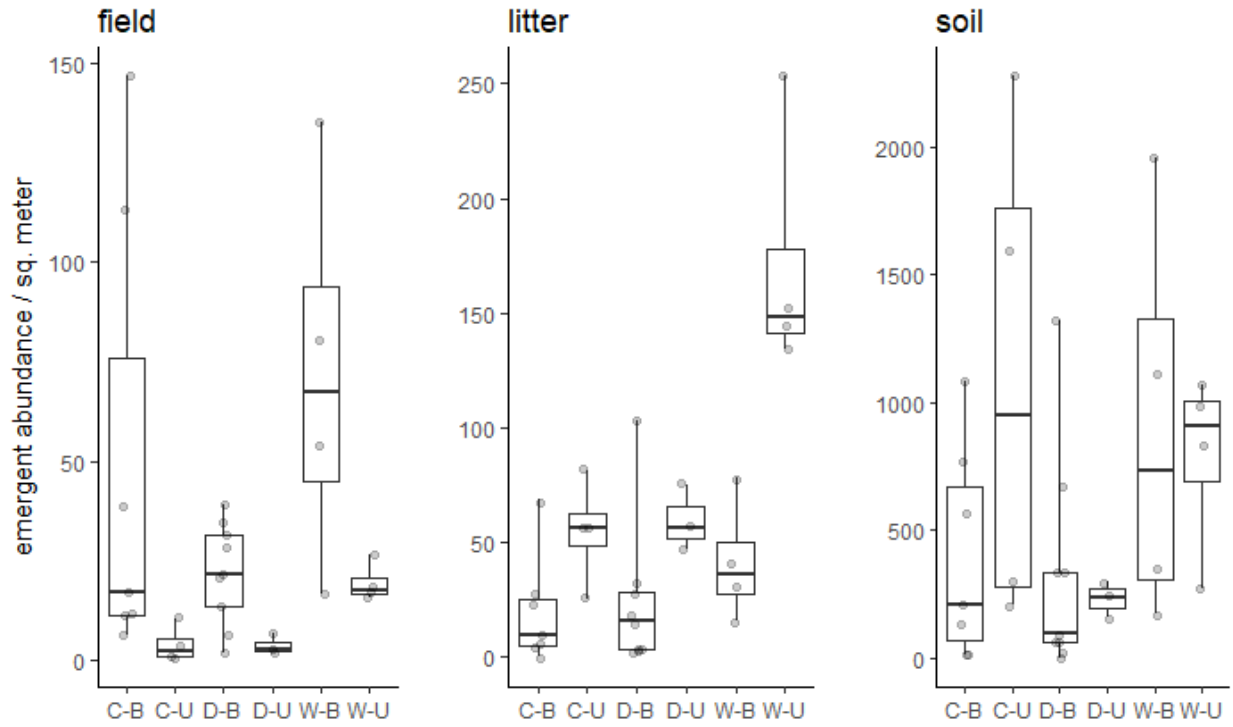 field
litter
soil
emergent abundance / sq. meter
150
100
50
0
C-B C-U D-B D-U W-B W-U
250
200
150
100
50
0
C-B C-U D-B D-U W-B W-U
2000
1500
1000
500
0
C-B C-U D-B D-U W-B W-U